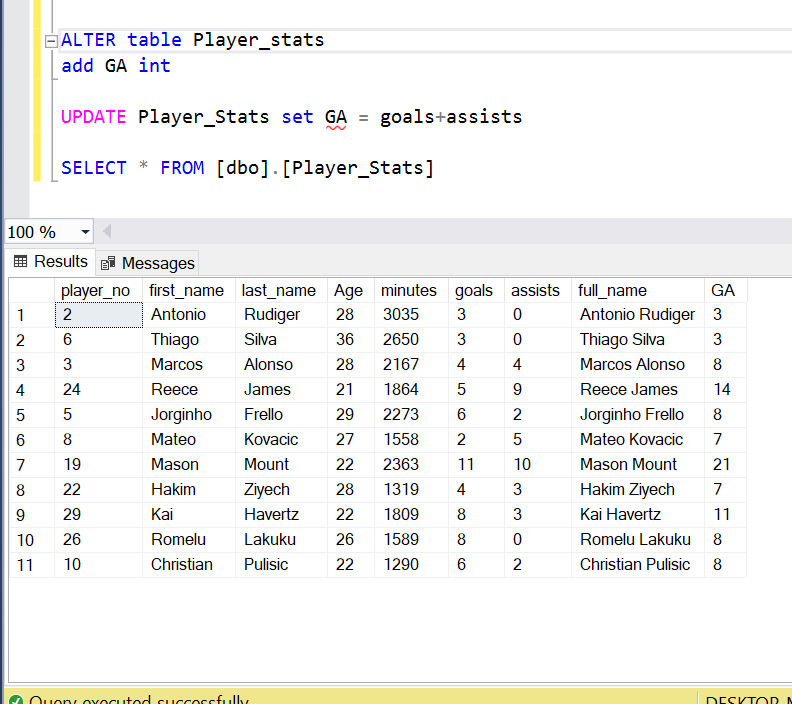 ALTER table Player_stats
add GA int
UPDATE Player_Stats set GA = goals+assists
SELECT * FROM [dbo].[Player_Stats]
100 %
Results Messages
player_no first_name last_name Age minutes goals assists full_name GA
1 2 Antonio Rudiger 28 3035 3 0 Antonio Rudiger 3
2 6 Thiago Silva 36 2650 3 0 Thiago Silva 3
3 3 Marcos Alonso 28 2167 4 4 Marcos Alonso 8
4 24 Reece James 21 1864 5 9 Reece James 14
5 5 Jorginho Frello 29 2273 6 2 Jorginho Frello 8
6 8 Mateo Kovacic 27 1558 2 5 Mateo Kovacic 7
7 19 Mason Mount 22 2363 11 10 Mason Mount 21
8 22 Hakim Ziyech 28 1319 4 3 Hakim Ziyech 7
9 29 Kai Havertz 22 1809 8 3 Kai Havertz 11
10 26 Romelu Lakuku 26 1589 8 0 Romelu Lakuku 8
11 10 Christian Pulisic 22 1290 6 2 Christian Pulisic 8
Query executed successfully DESKTOP-M